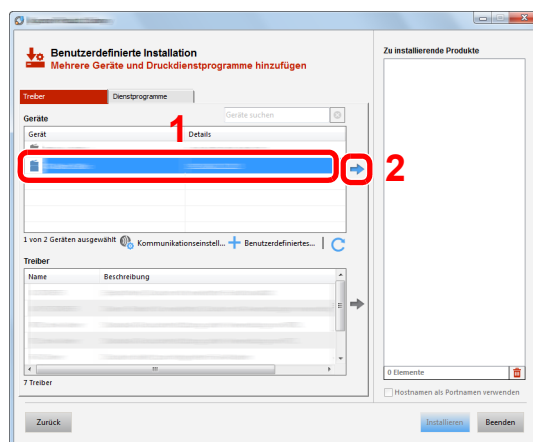 Benutzerdefinierte Installation
Mehrere Geräte und Druckdienstprogramme hinzufügen
Zu installierende Produkte
Treiber
Dienstprogramme
Geräte
Geräte suchen
1
Gerät
Details
2
1 von 2 Geräten ausgewählt
Kommunikationseinstell...
Benutzerdefiniertes...
Treiber
Name
Beschreibung
7 Treiber
0 Elemente
Hostnamen als Portnamen verwenden
Zurück
Installieren
Beenden